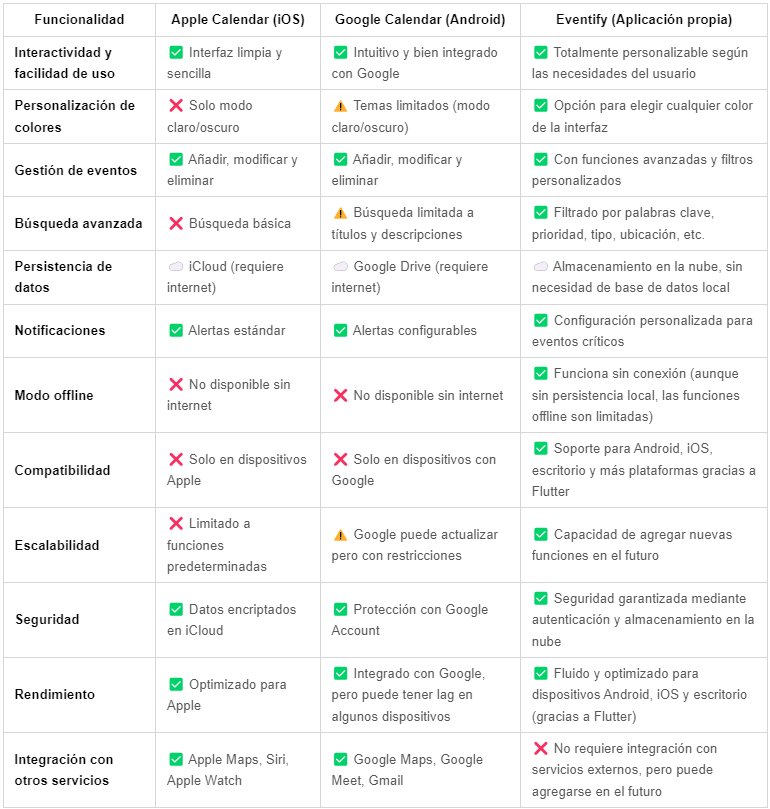 Funcionalidad
Apple Calendar (iOS)
Google Calendar (Android)
Eventify (Aplicación propia)
Interactividad y
facilidad de uso
✅ Interfaz limpia y
sencilla
✅ Intuitivo y bien integrado
con Google
✅ Totalmente personalizable según
las necesidades del usuario
Personalización de
colores
❌ Solo modo
claro/oscuro
⚠️ Temas limitados (modo
claro/oscuro)
✅ Opción para elegir cualquier color
de la interfaz
Gestión de eventos
✅ Añadir, modificar y
eliminar
✅ Añadir, modificar y
eliminar
✅ Con funciones avanzadas y filtros
personalizados
Búsqueda avanzada
❌ Búsqueda básica
⚠️ Búsqueda limitada a
títulos y descripciones
✅ Filtrado por palabras clave,
prioridad, tipo, ubicación, etc.
Persistencia de
datos
☁️ iCloud (requiere
internet)
☁️ Google Drive (requiere
internet)
☁️ Almacenamiento en la nube, sin
necesidad de base de datos local
Notificaciones
✅ Alertas estándar
✅ Alertas configurables
✅ Configuración personalizada para
eventos críticos
Modo offline
❌ No disponible sin
internet
❌ No disponible sin internet
✅ Funciona sin conexión (aunque
sin persistencia local, las funciones
offline son limitadas)
Compatibilidad
❌ Solo en dispositivos
Apple
❌ Solo en dispositivos con
Google
✅ Soporte para Android, iOS,
escritorio y más plataformas gracias a
Flutter
Escalabilidad
❌ Limitado a
funciones
predeterminadas
⚠️ Google puede actualizar
pero con restricciones
✅ Capacidad de agregar nuevas
funciones en el futuro
Seguridad
✅ Datos encriptados
en iCloud
✅ Protección con Google
Account
✅ Seguridad garantizada mediante
autenticación y almacenamiento en la
nube
Rendimiento
✅ Optimizado para
Apple
✅ Integrado con Google,
pero puede tener lag en
algunos dispositivos
✅ Fluido y optimizado para
dispositivos Android, iOS y escritorio
(gracias a Flutter)
Integración con
otros servicios
✅ Apple Maps, Siri,
Apple Watch
✅ Google Maps, Google
Meet, Gmail
❌ No requiere integración con
servicios externos, pero puede
agregarse en el futuro